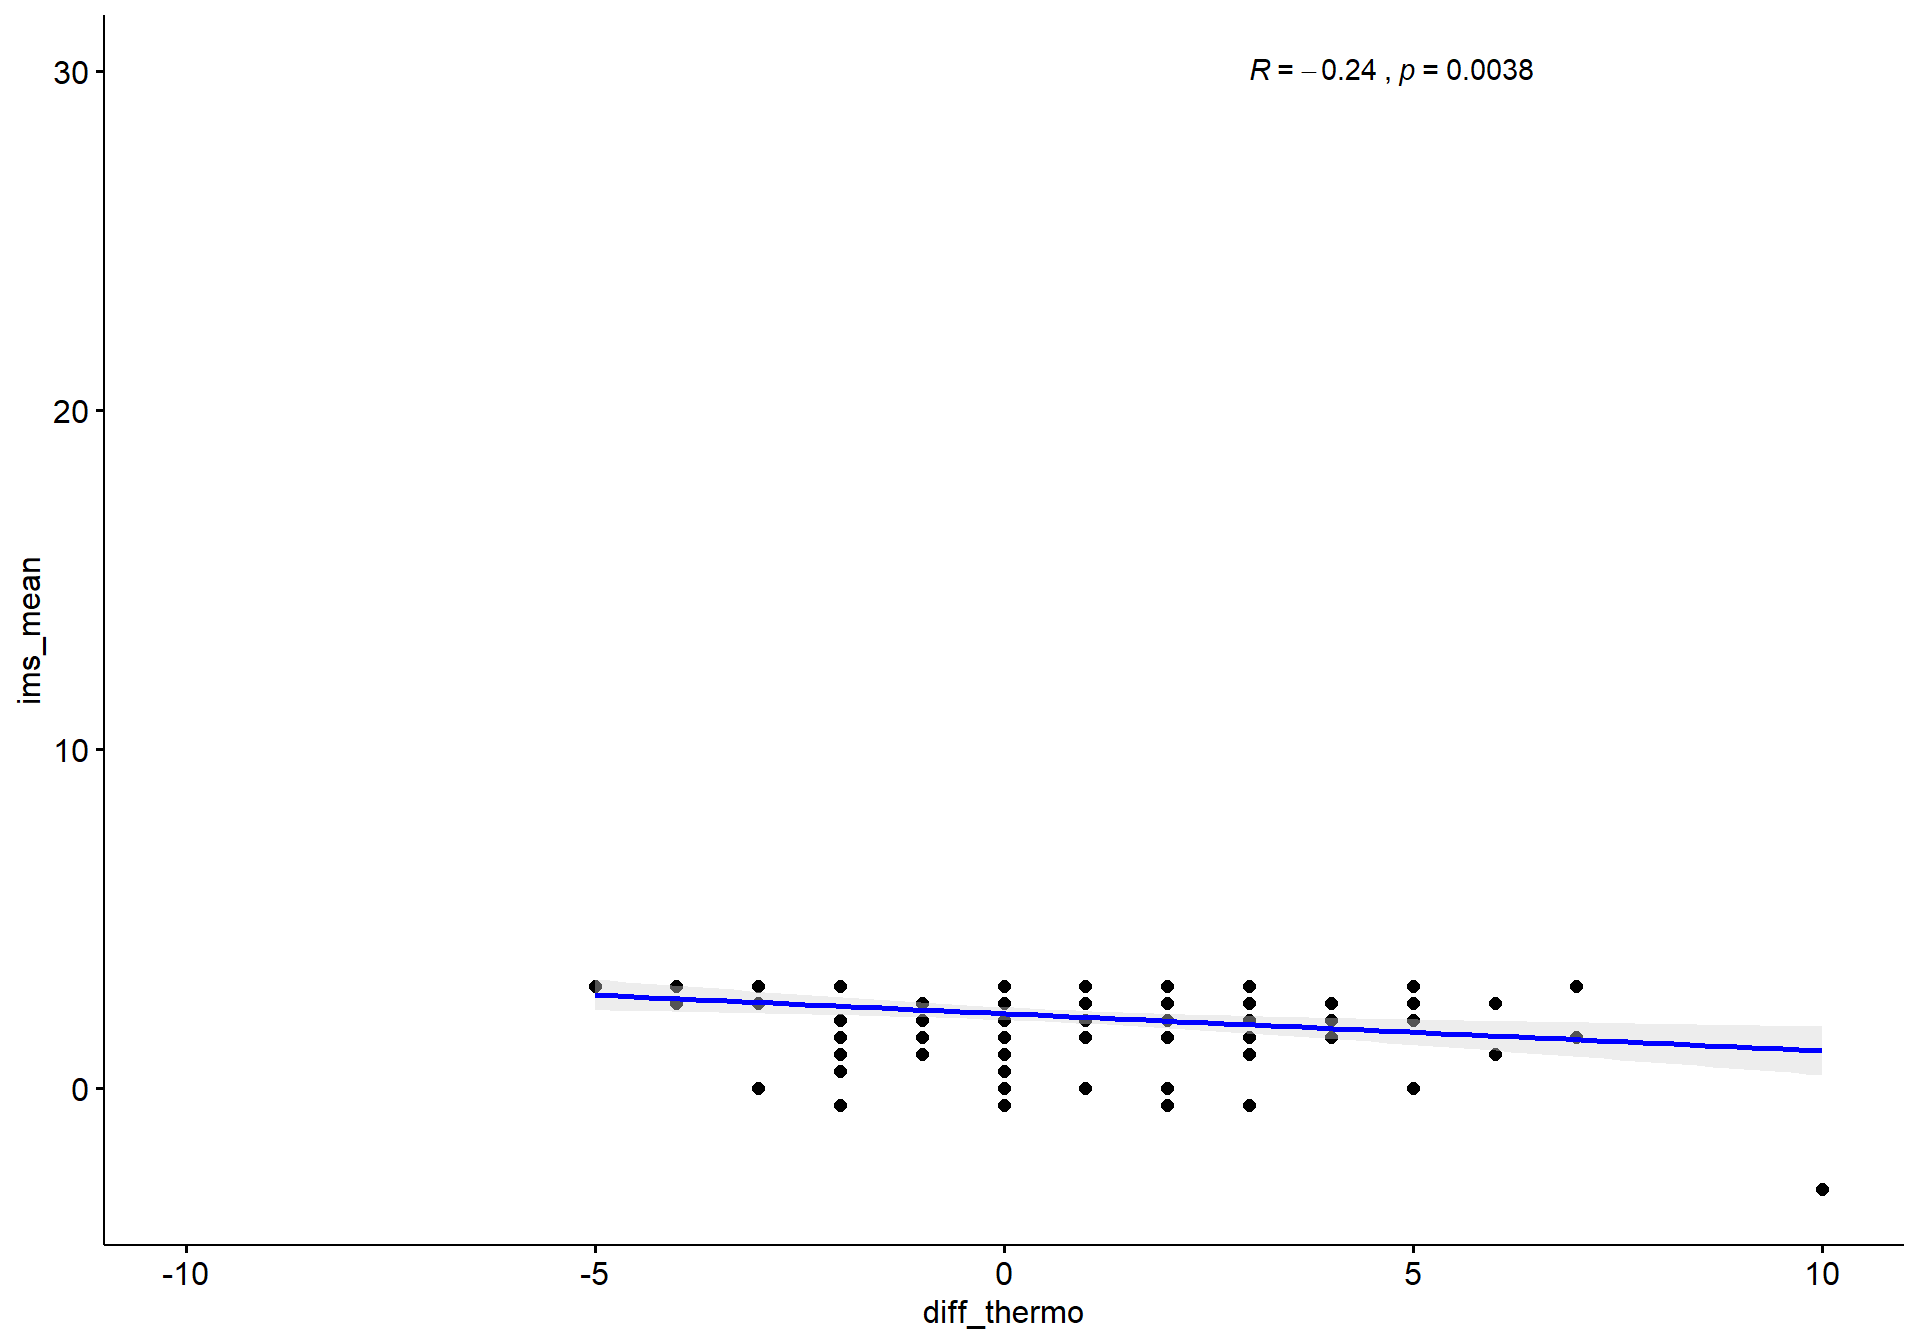 R = −0.24 , p = 0.0038
30
20
10
0
ims_mean
-10 -5 0 5 10
diff_thermo